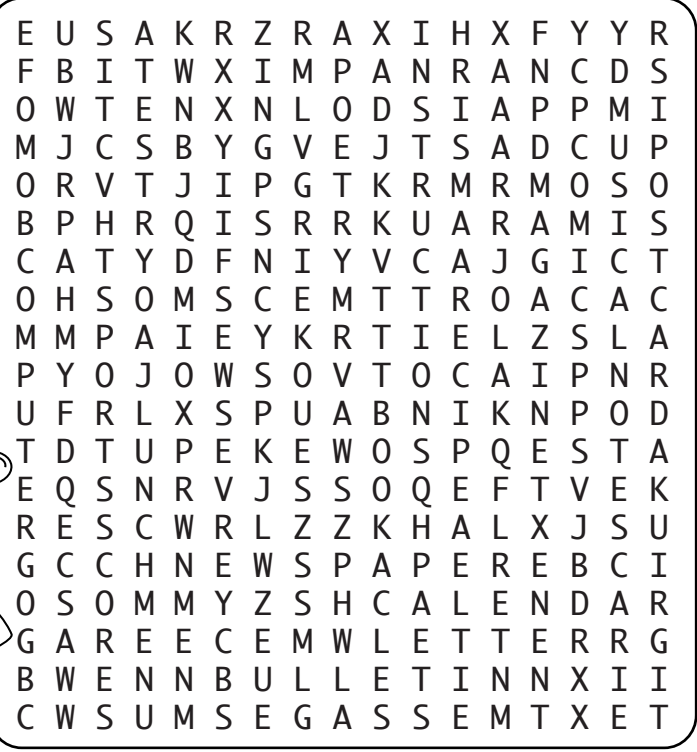 E U S A K R Z R A X I H X F Y Y R
F B I T W X I M P A N R A N C D S
O W T E N X N L O D S I A P P M I
M J C S B Y G V E J T S A D C U P
O R V T J I P G T K R M R M O S O
B P H R Q I S R R K U A R A M I S
C A T Y D F N I Y V C A J G I C T
O H S O M S C E M T T R O A C A C
M M P A I E Y K R T I E L Z S L A
P Y O J O W S O V T O C A I P N R
U F R L X S P U A B N I K N P O D
T D T U P E K E W O S P Q E S T A
E Q S N R V J S S O Q E F T V E K
R E S C W R L Z Z K H A L X J S U
G C C H N E W S P A P E R E B C I
O S O M M Y Z S H C A L E N D A R
G A R E E C E M W L E T T E R R G
B W E N N B U L L E T I N N X I I
C W S U M S E G A S S E M T X E T